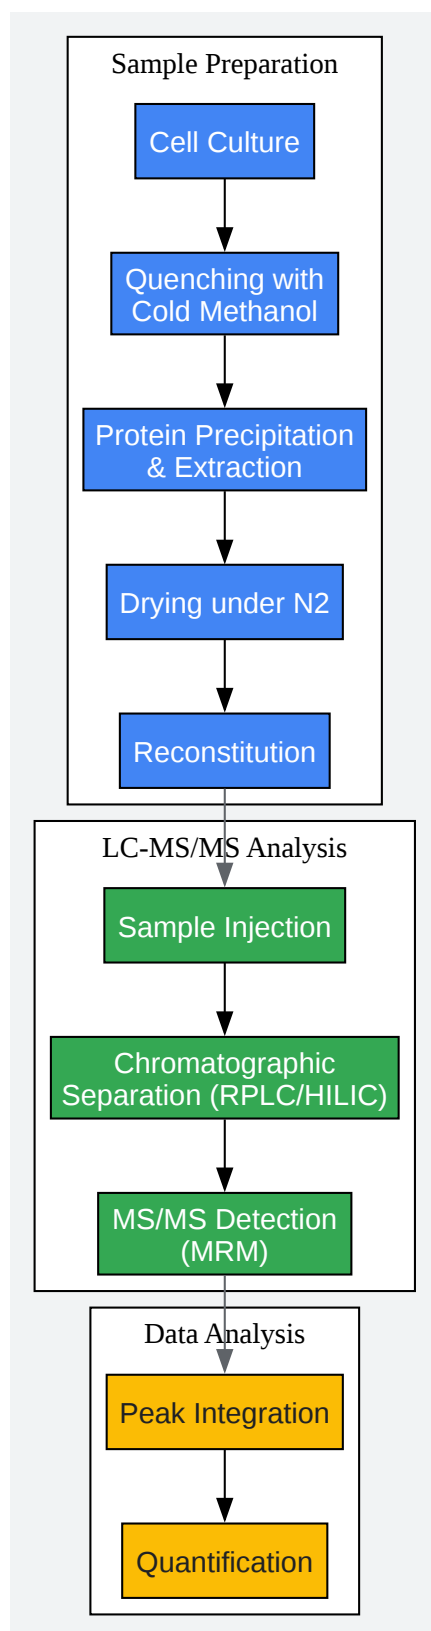 Sample Preparation
Cell Culture
Quenching with
Cold Methanol
Protein Precipitation
& Extraction
Drying under N2
Reconstitution
LC-MS/MS Analysis
Sample Injection
Chromatographic
Separation (RPLC/HILIC)
MS/MS Detection
(MRM)
Data Analysis
Peak Integration
Quantification